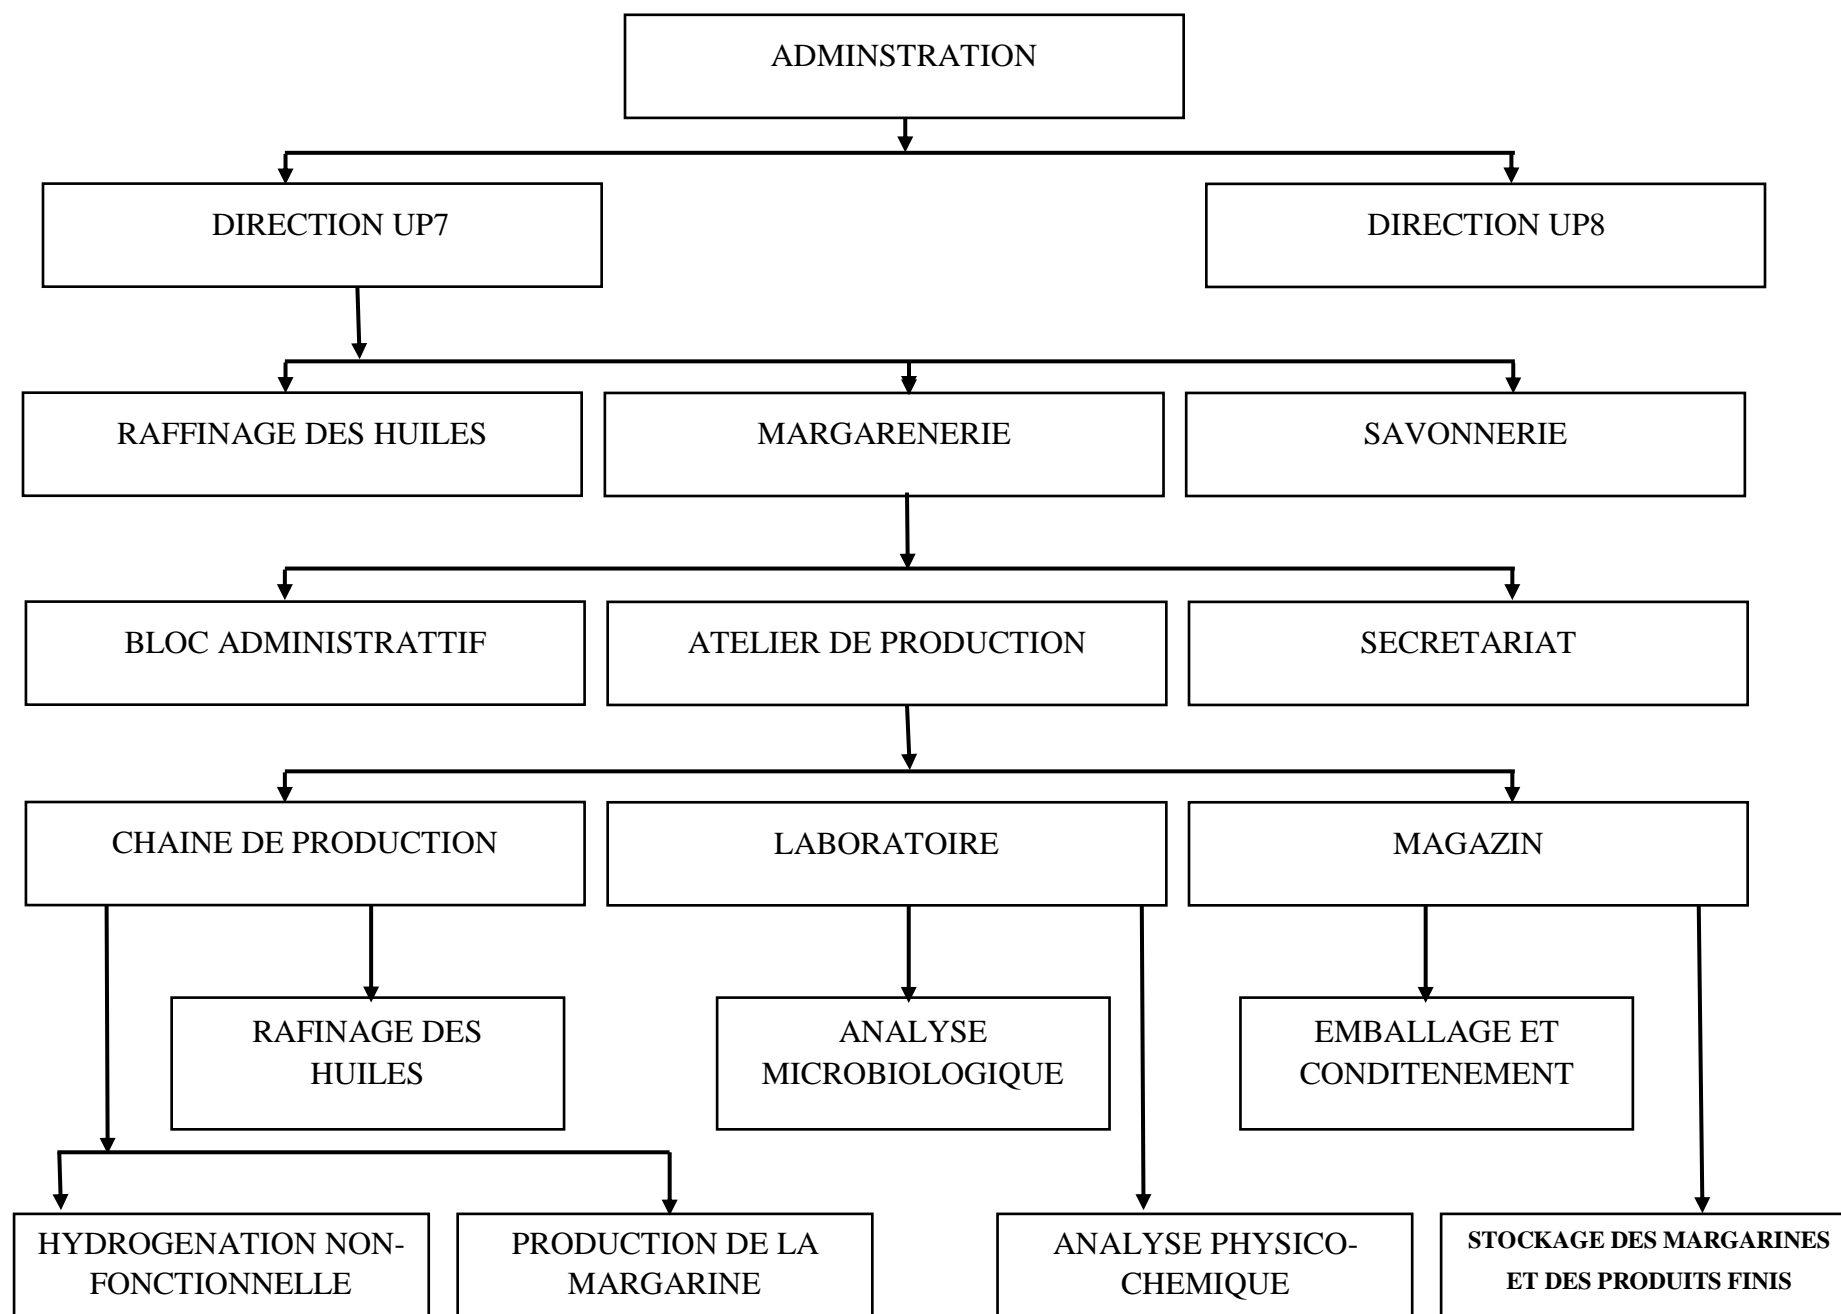 ADMINSTRATION
DIRECTION UP7
DIRECTION UP8
RAFFINAGE DES HUILES
MARGARENERIE
SAVONNERIE
BLOC ADMINISTRATTIF
ATELIER DE PRODUCTION
SECRETARIAT
CHAINE DE PRODUCTION
LABORATOIRE
MAGAZIN
RAFINAGE DES
HUILES
ANALYSE
MICROBIOLOGIQUE
EMBALLAGE ET
CONDITENEMENT
HYDROGENATION NON-
FONCTIONNELLE
PRODUCTION DE LA
MARGARINE
ANALYSE PHYSICO-
CHEMIQUE
STOCKAGE DES MARGARINES
ET DES PRODUITS FINIS